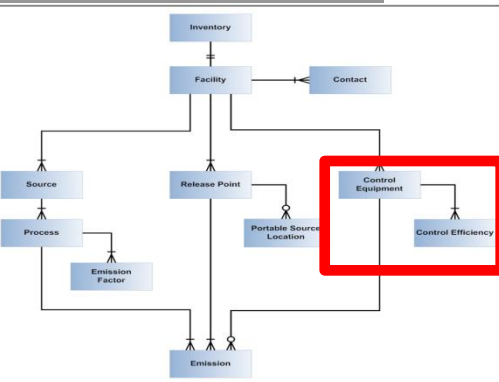 Inventory
Facility
Contact
Source
Release Point
Control
Equipment
Process
Portable Source
Location
Control Efficiency
Emission
Factor
Emission